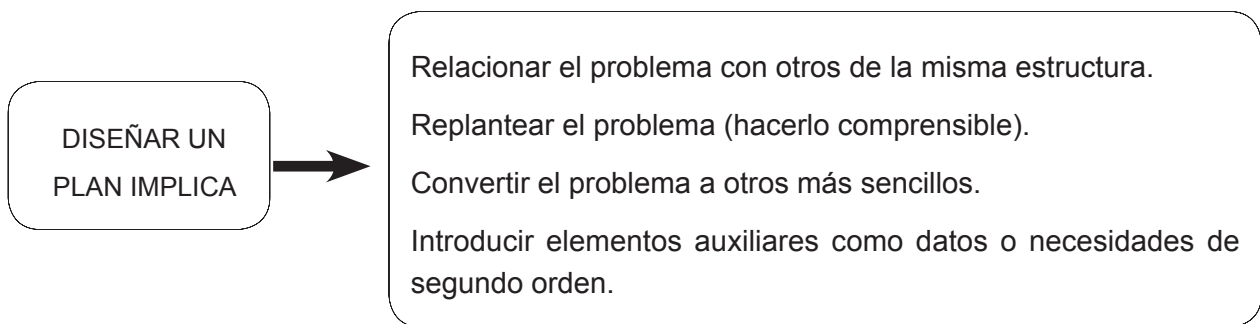 DISEÑAR UN
PLAN IMPLICA
Relacionar el problema con otros de la misma estructura.
Replantear el problema (hacerlo comprensible).
Convertir el problema a otros más sencillos.
Introducir elementos auxiliares como datos o necesidades de
segundo orden.